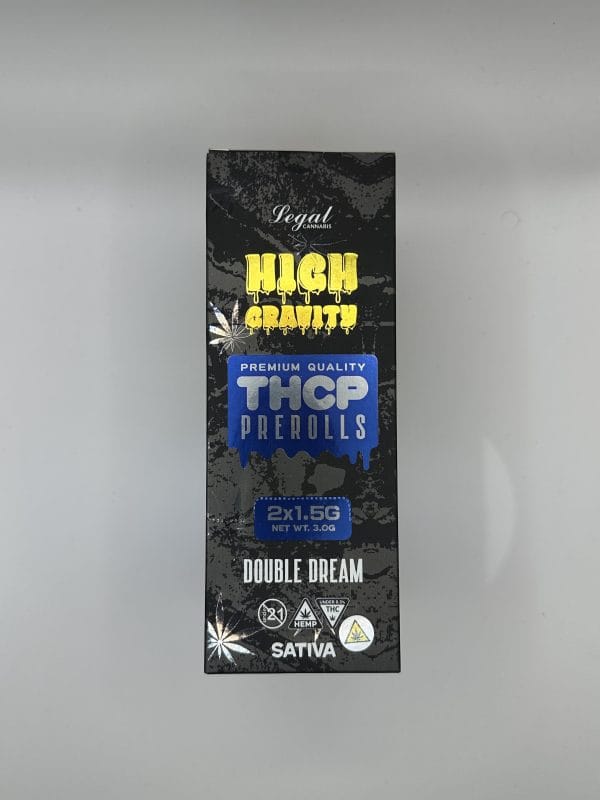 Legal
CANNABIS
HIGH
GRAVITY
PREMIUM QUALITY
THCP
PREROLLS
2x1.5G
NET WT. 3.0G
DOUBLE DREAM
21
HEMP
THC
SATIVA